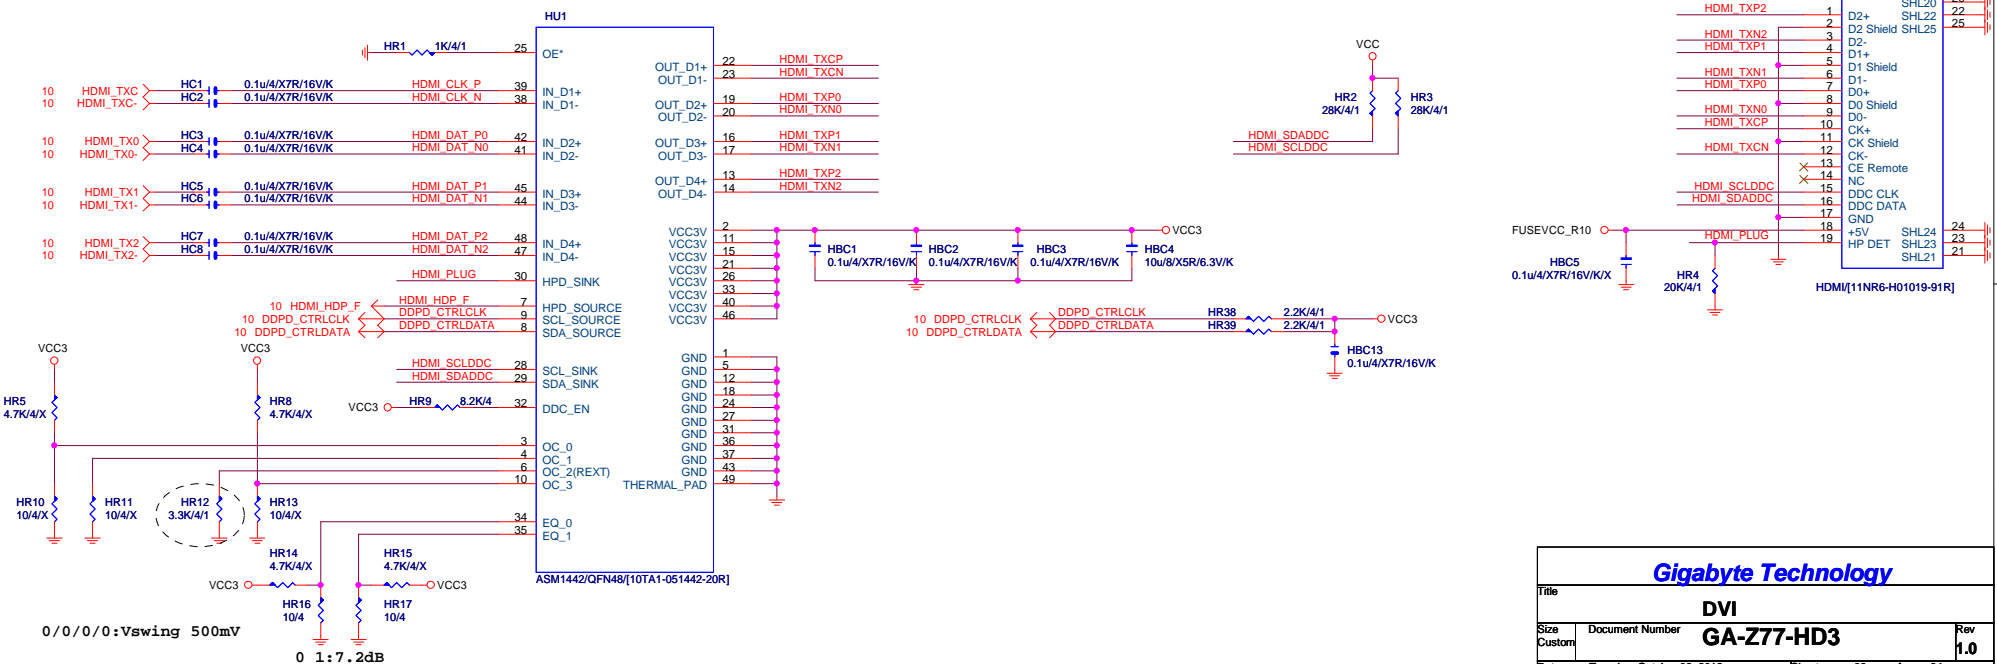 HU1
HR1 1K/4/1
25 OE*
10 HDMI_TXC HC1 0.1u/4/X7R/16V/K HDMI_CLK_P 39 IN_D1+
10 HDMI_TXC- HC2 0.1u/4/X7R/16V/K HDMI_CLK_N 38 IN_D1-
10 HDMI_TX0 HC3 0.1u/4/X7R/16V/K HDMI_DAT_P0 42 IN_D2+
10 HDMI_TX0- HC4 0.1u/4/X7R/16V/K HDMI_DAT_N0 41 IN_D2-
10 HDMI_TX1 HC5 0.1u/4/X7R/16V/K HDMI_DAT_P1 45 IN_D3+
10 HDMI_TX1- HC6 0.1u/4/X7R/16V/K HDMI_DAT_N1 44 IN_D3-
10 HDMI_TX2 HC7 0.1u/4/X7R/16V/K HDMI_DAT_P2 48 IN_D4+
10 HDMI_TX2- HC8 0.1u/4/X7R/16V/K HDMI_DAT_N2 47 IN_D4-
HDMI_PLUG 30 HPD_SINK
10 HDMI_HDP_F HDMI_HDP_F 7 HPD_SOURCE
10 DDPD_CTRLCLK DDPD_CTRLCLK 9 SCL_SOURCE
10 DDPD_CTRLDATA DDPD_CTRLDATA 8 SDA_SOURCE
HDMI_SCLDDC 28 SCL_SINK
HDMI_SDADDC 29 SDA_SINK
VCC3 HR9 8.2K/4 32 DDC_EN
VCC3
VCC3
HR5
4.7K/4/X
HR8
4.7K/4/X
3 OC_0
4 OC_1
6 OC_2(REXT)
10 OC_3
HR10
10/4/X
HR11
10/4/X
HR12
3.3K/4/1
HR13
10/4/X
34 EQ_0
35 EQ_1
HR14
4.7K/4/X
VCC3
HR15
4.7K/4/X
VCC3
HR16
10/4
HR17
10/4
0/0/0/0:Vswing 500mV
0 1:7.2dB
OUT_D1+ 22 HDMI_TXCP
OUT_D1- 23 HDMI_TXCN
OUT_D2+ 19 HDMI_TXP0
OUT_D2- 20 HDMI_TXN0
OUT_D3+ 16 HDMI_TXP1
OUT_D3- 17 HDMI_TXN1
OUT_D4+ 13 HDMI_TXP2
OUT_D4- 14 HDMI_TXN2
VCC3V 2
VCC3V 11
VCC3V 15
VCC3V 21
VCC3V 26
VCC3V 33
VCC3V 40
VCC3V 46
GND 1
GND 5
GND 12
GND 18
GND 24
GND 27
GND 31
GND 36
GND 37
GND 43
THERMAL_PAD 49
ASM1442/QFN48/[10TA1-051442-20R]
VCC3
HBC1
0.1u/4/X7R/16V/K
HBC2
0.1u/4/X7R/16V/K
HBC3
0.1u/4/X7R/16V/K
HBC4
10u/8/X5R/6.3V/K
10 DDPD_CTRLCLK DDPD_CTRLCLK HR38 2.2K/4/1 VCC3
10 DDPD_CTRLDATA DDPD_CTRLDATA HR39 2.2K/4/1
HBC13
0.1u/4/X7R/16V/K
VCC
HR2
28K/4/1
HR3
28K/4/1
HDMI_SDADDC
HDMI_SCLDDC
HDMI_TXP2 1 D2+
2 D2 Shield
HDMI_TXN2 3 D2-
HDMI_TXP1 4 D1+
5 D1 Shield
HDMI_TXN1 6 D1-
HDMI_TXP0 7 D0+
8 D0 Shield
HDMI_TXN0 9 D0-
HDMI_TXCP 10 CK+
11 CK Shield
HDMI_TXCN 12 CK-
13 CE Remote
14 NC
HDMI_SCLDDC 15 DDC CLK
HDMI_SDADDC 16 DDC DATA
17 GND
FUSEVCC_R10 18 +5V
HDMI_PLUG 19 HP DET
SHL20
SHL22 22
SHL25 25
SHL24 24
SHL23 23
SHL21 21
HBC5
0.1u/4/X7R/16V/K/X
HR4
20K/4/1
HDMI/[11NR6-H01019-91R]
Gigabyte Technology
Title
DVI
Size
Custom
Document Number
GA-Z77-HD3
Rev
1.0